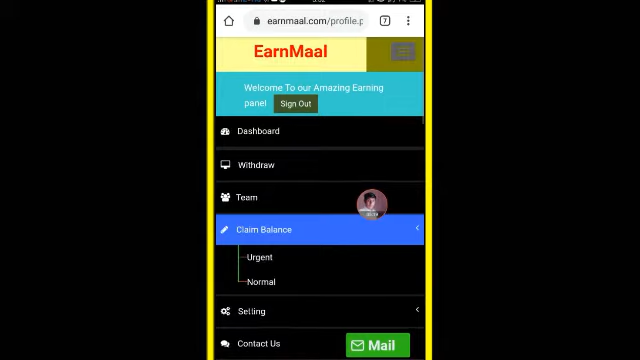 earnmaal.com/profile.p
7
EarnMaal
Welcome To our Amazing Earning
panel
Sign Out
Dashboard
Withdraw
Team
Claim Balance
Urgent
Normal
Setting
Contact Us
Mail